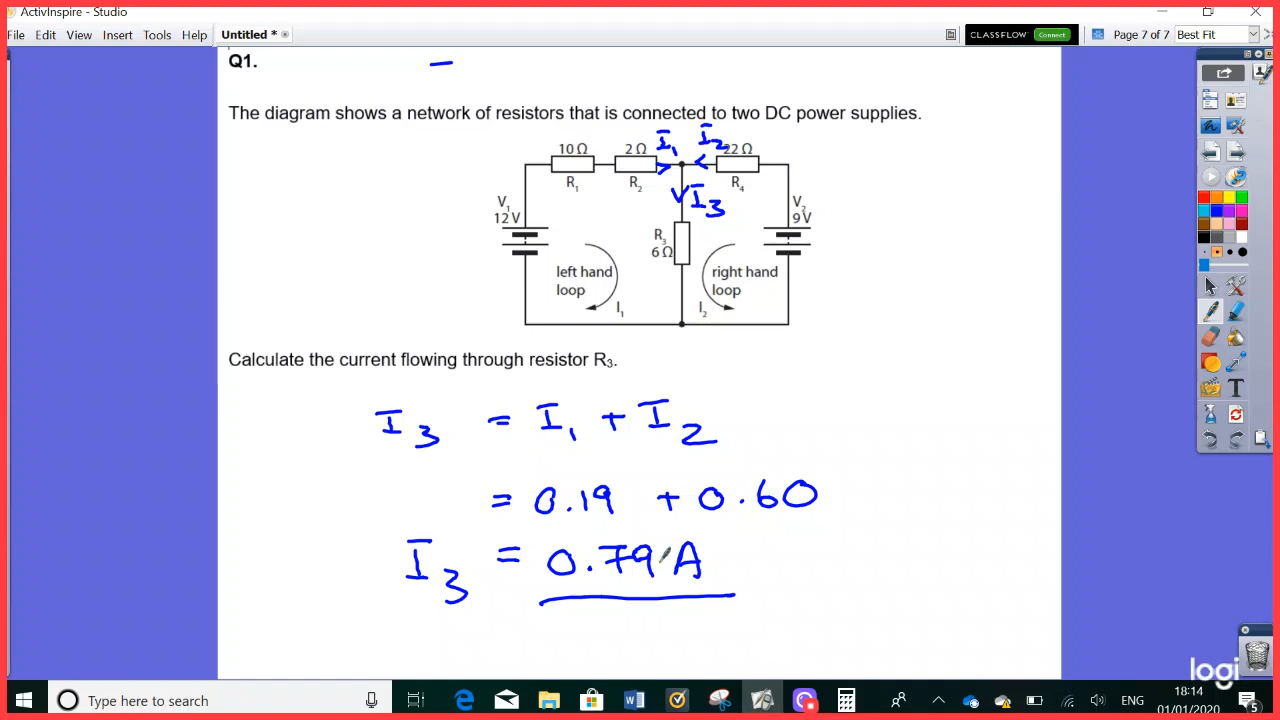 ActivInspire - Studio
File Edit View Insert Tools Help Untitled * CLASSFLOW Connect Page 7 of 7 Best Fit
Q1.
The diagram shows a network of resistors that is connected to two DC power supplies.
I1 I2
10 Ω 2 Ω 22 Ω
R1 R2 I3 R4
V1 V2
12 V 9 V
R3
6 Ω
left hand right hand
loop loop
I1 I2
Calculate the current flowing through resistor R3.
I3 = I1 + I2
= 0.19 + 0.60
I3 = 0.79 A
logi
Type here to search ENG 18:14
01/01/2020 5